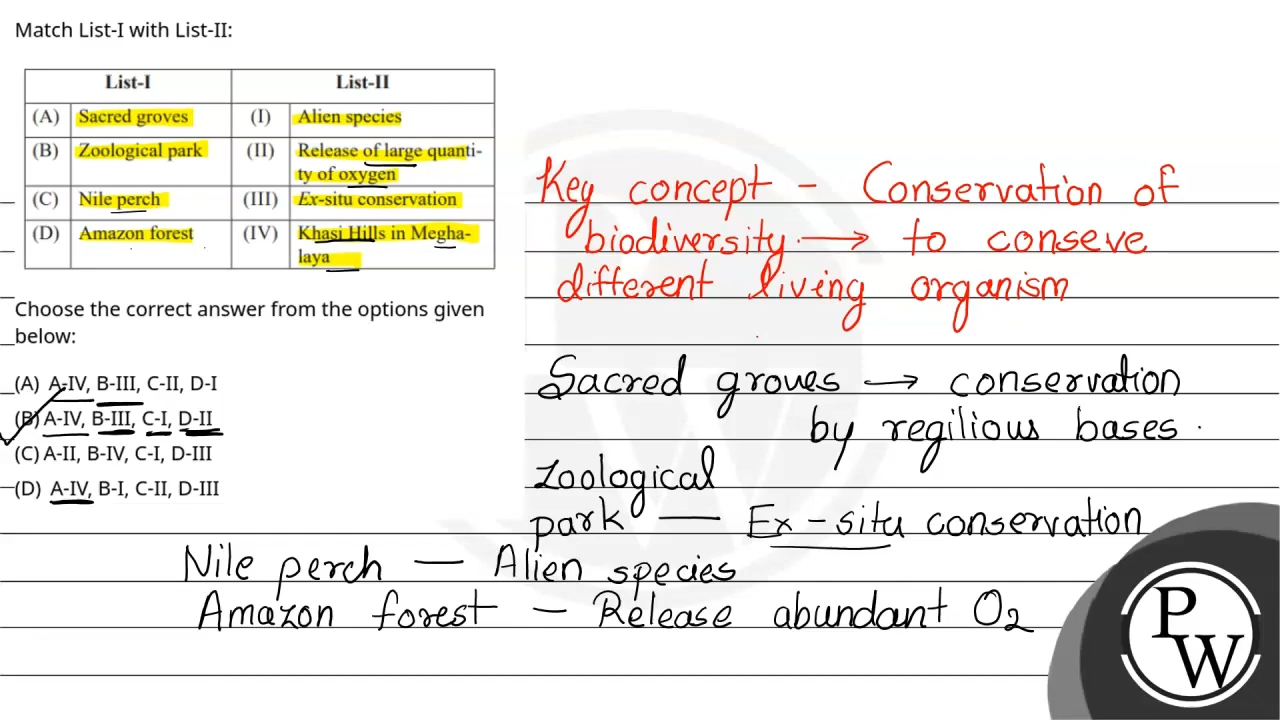 Match List-I with List-II:
List-I List-II
(A) Sacred groves (I) Alien species
(B) Zoological park (II) Release of large quanti-
ty of oxygen
(C) Nile perch (III) Ex-situ conservation
(D) Amazon forest (IV) Khasi Hills in Megha-
laya
Choose the correct answer from the options given
below:
(A) A-IV, B-III, C-II, D-I
(B) A-IV, B-III, C-I, D-II
(C) A-II, B-IV, C-I, D-III
(D) A-IV, B-I, C-II, D-III
Key concept - Conservation of
biodiversity. → to conseve
different living organism
Sacred groves → conservation
by regilious bases.
Zoological
park — Ex-situ conservation
Nile perch — Alien species
Amazon forest — Release abundant O2
P
W